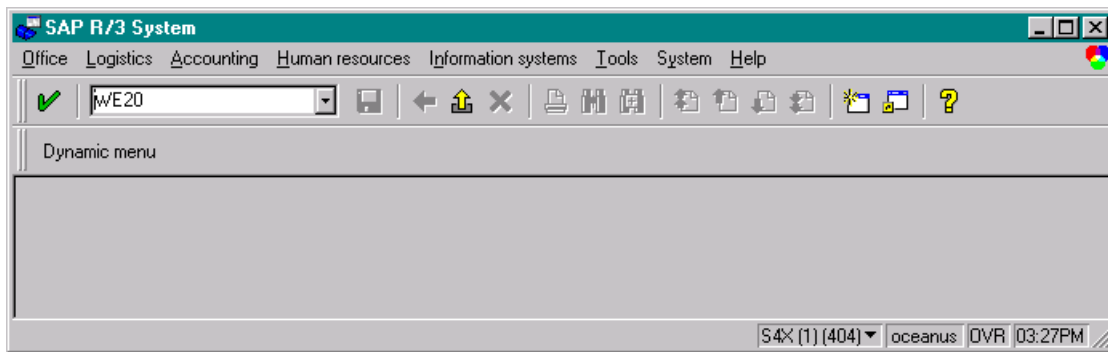 SAP R/3 System
Office Logistics Accounting Human resources Information systems Tools System Help
WE20
Dynamic menu
S4X (1) (404) oceanus OVR 03:27PM